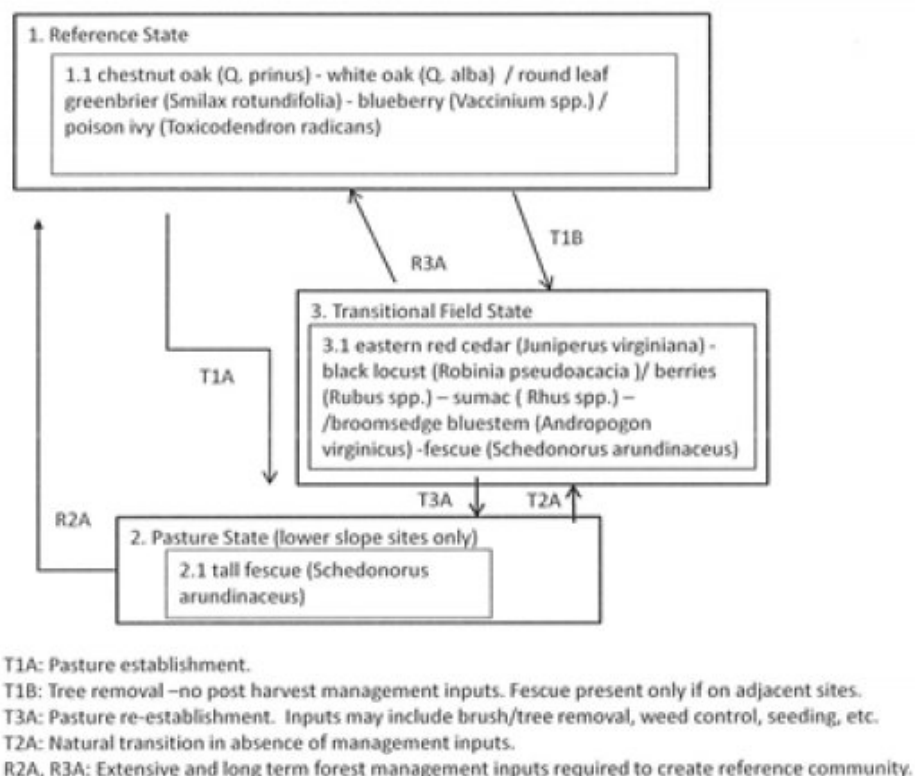 1. Reference State
1.1 chestnut oak (Q. prinus) - white oak (Q. alba) / round leaf
greenbrier (Smilax rotundifolia) - blueberry (Vaccinium spp.) /
poison ivy (Toxicodendron radicans)
T1B
R3A
3. Transitional Field State
3.1 eastern red cedar (Juniperus virginiana) -
black locust (Robinia pseudoacacia )/ berries
(Rubus spp.) – sumac ( Rhus spp.) –
/broomsedge bluestem (Andropogon
virginicus) -fescue (Schedonorus arundinaceus)
T1A
T3A
T2A
R2A
2. Pasture State (lower slope sites only)
2.1 tall fescue (Schedonorus
arundinaceus)
T1A: Pasture establishment.
T1B: Tree removal –no post harvest management inputs. Fescue present only if on adjacent sites.
T3A: Pasture re-establishment. Inputs may include brush/tree removal, weed control, seeding, etc.
T2A: Natural transition in absence of management inputs.
R2A, R3A: Extensive and long term forest management inputs required to create reference community.